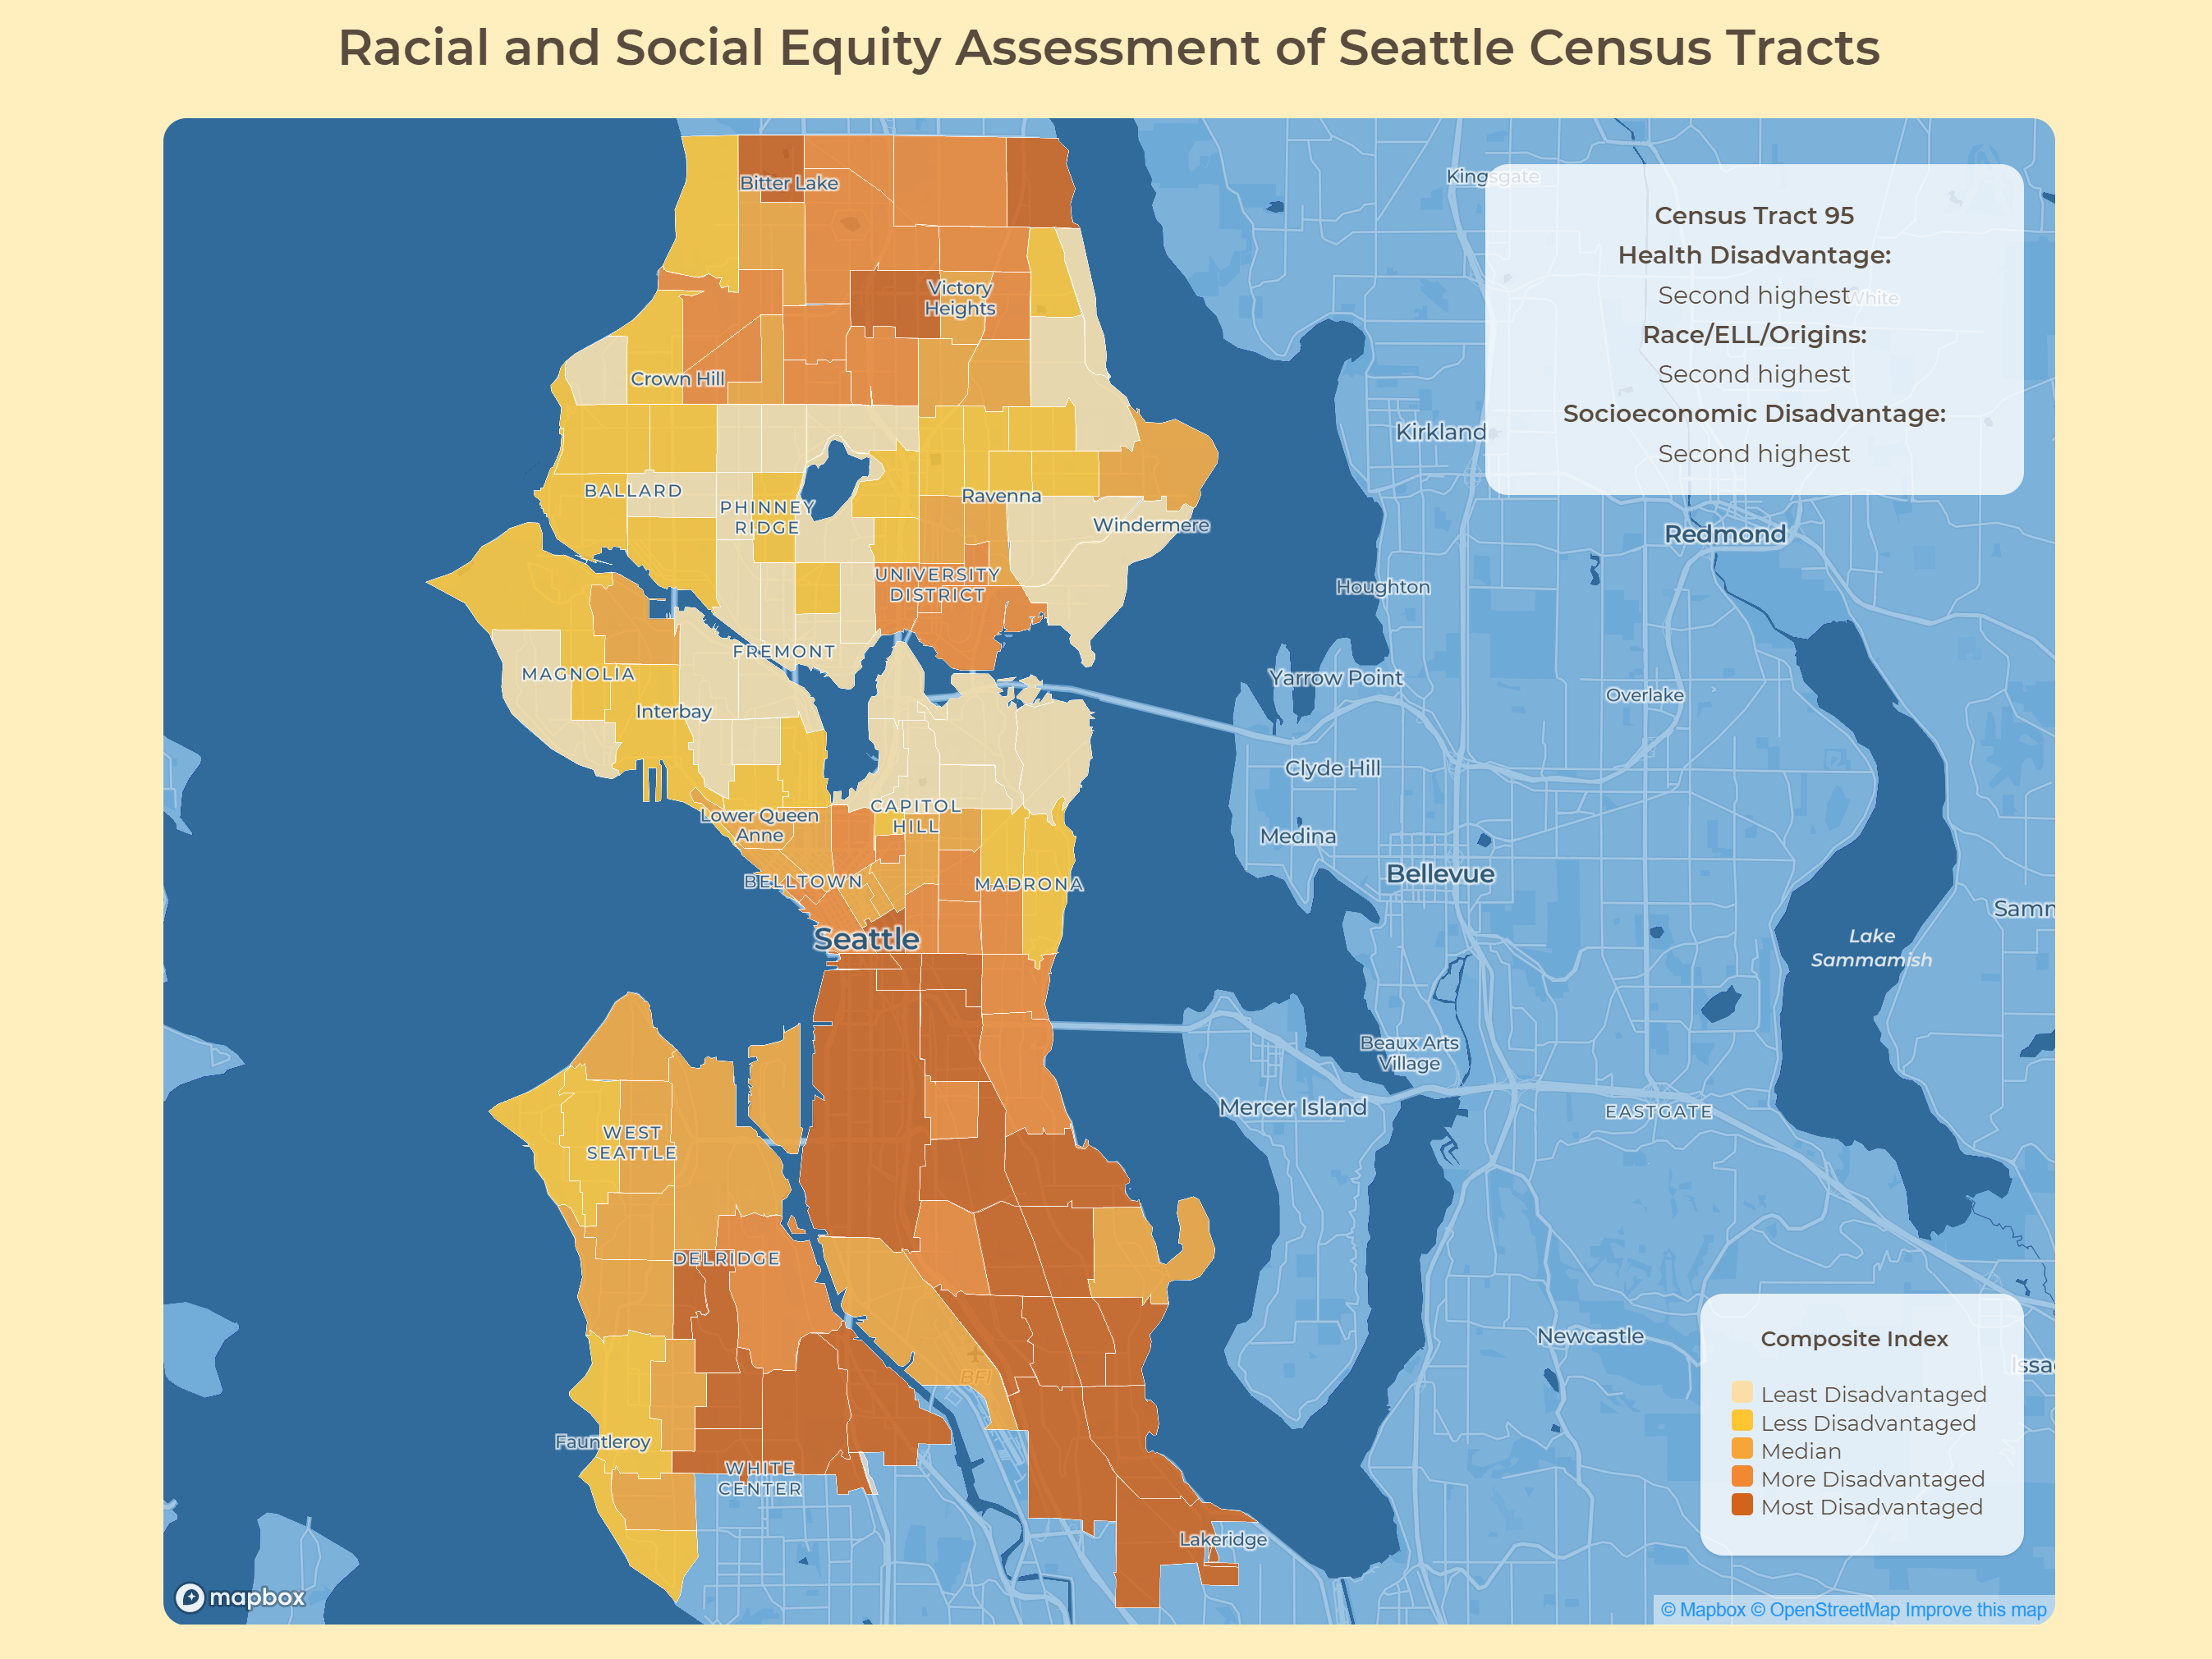 Racial and Social Equity Assessment of Seattle Census Tracts
Bitter Lake
Kingsgate
Census Tract 95
Health Disadvantage:
Second highest
White
Race/ELL/Origins:
Second highest
Socioeconomic Disadvantage:
Second highest
Victory
Heights
Crown Hill
Kirkland
BALLARD
PHINNEY
RIDGE
Ravenna
Windermere
Redmond
UNIVERSITY
DISTRICT
Houghton
FREMONT
MAGNOLIA
Interbay
Yarrow Point
Overlake
Clyde Hill
CAPITOL
HILL
Lower Queen
Anne
Medina
BELLTOWN
MADRONA
Bellevue
Seattle
Samm
Lake
Sammamish
Beaux Arts
Village
Mercer Island
EASTGATE
WEST
SEATTLE
DELRIDGE
BFI
Newcastle
Issa
Composite Index
Least Disadvantaged
Less Disadvantaged
Median
More Disadvantaged
Most Disadvantaged
Fauntleroy
WHITE
CENTER
Lakeridge
mapbox
© Mapbox © OpenStreetMap Improve this map